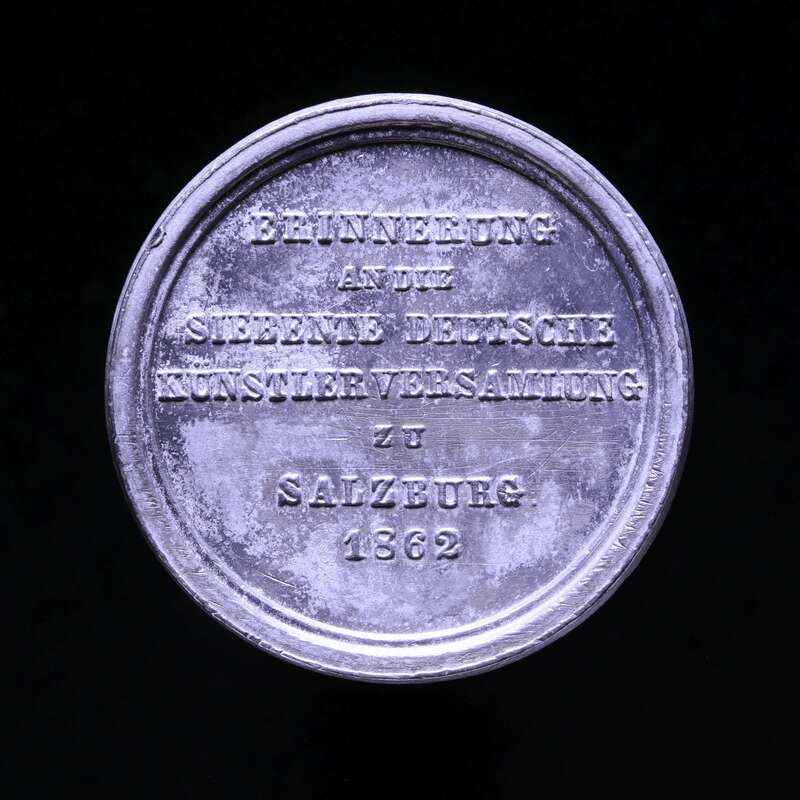 ERINNERUNG
AN DIE
SIEBENTE DEUTSCHE
KÜNSTLERVERSAMLUNG
ZU
SALZBURG
1862